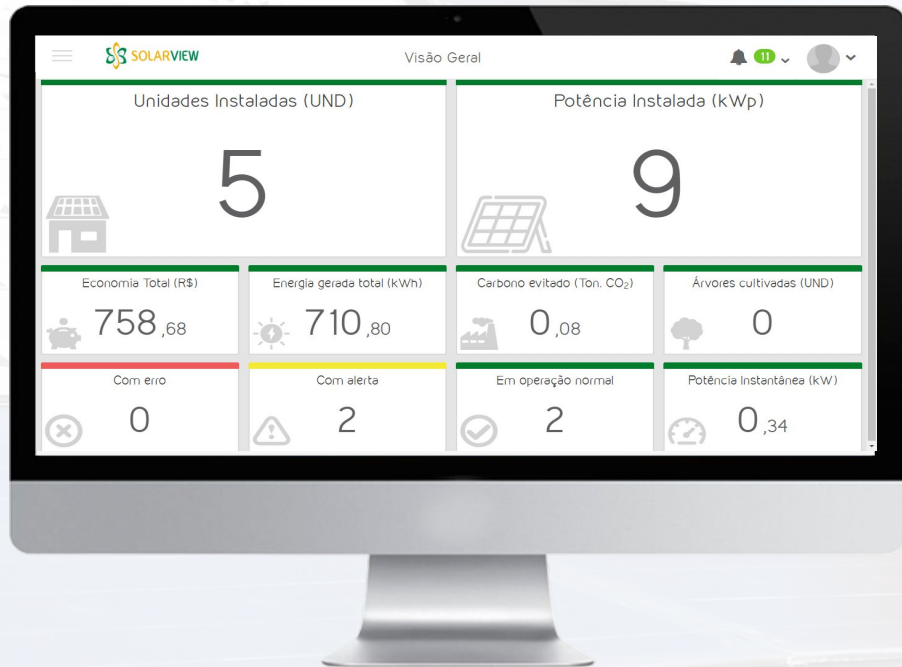 SOLARVIEW
Visão Geral
11
Unidades Instaladas (UND)
5
Potência Instalada (kWp)
9
Economia Total (R$)
758,68
Energia gerada total (kWh)
710,80
Carbono evitado (Ton. CO₂)
0,08
Árvores cultivadas (UND)
0
Com erro
0
Com alerta
2
Em operação normal
2
Potência Instantânea (kW)
0,34